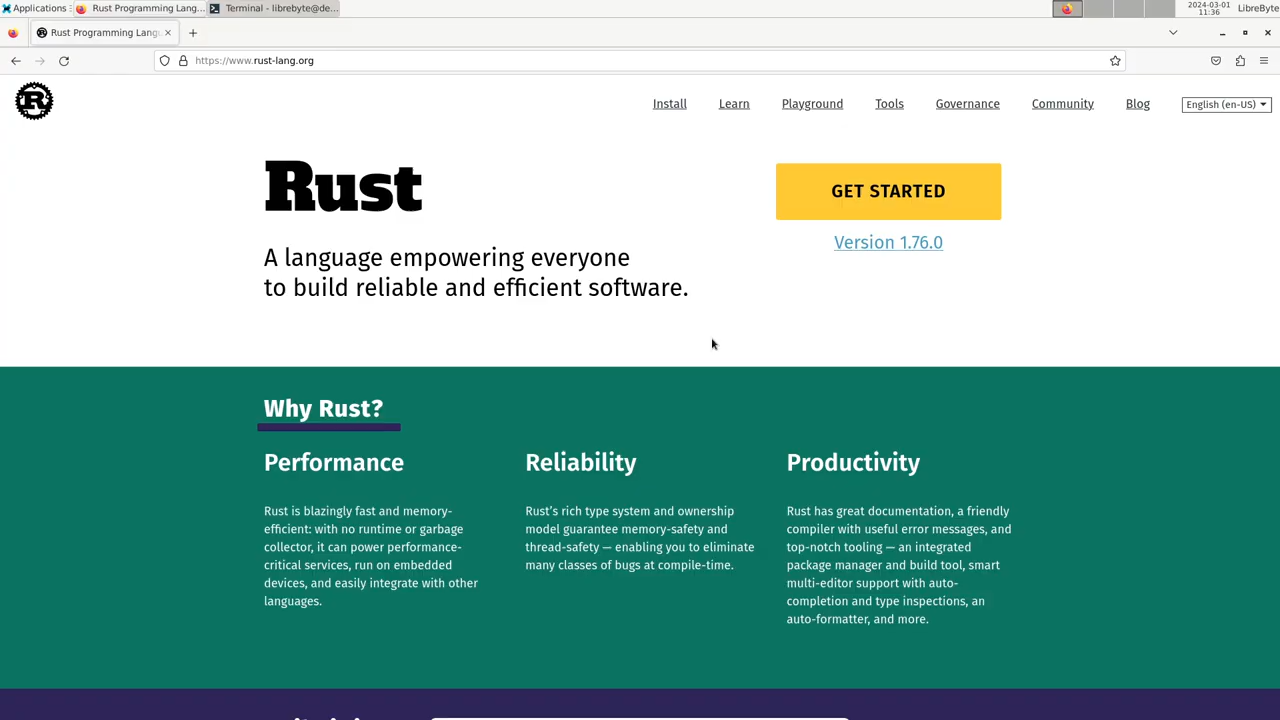 Applications
Rust Programming Lang...
Terminal - librebyte@de...
2024-03-01
11:36
LibreByte
Rust Programming Langu
https://www.rust-lang.org
R
Install
Learn
Playground
Tools
Governance
Community
Blog
English (en-US)
Rust
A language empowering everyone
to build reliable and efficient software.
GET STARTED
Version 1.76.0
Why Rust?
Performance
Rust is blazingly fast and memory-
efficient: with no runtime or garbage
collector, it can power performance-
critical services, run on embedded
devices, and easily integrate with other
languages.
Reliability
Rust’s rich type system and ownership
model guarantee memory-safety and
thread-safety — enabling you to eliminate
many classes of bugs at compile-time.
Productivity
Rust has great documentation, a friendly
compiler with useful error messages, and
top-notch tooling — an integrated
package manager and build tool, smart
multi-editor support with auto-
completion and type inspections, an
auto-formatter, and more.